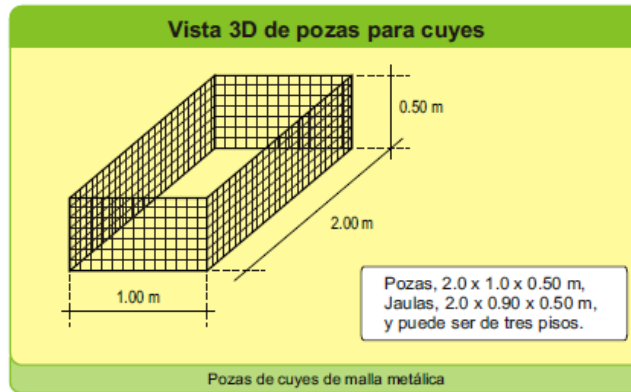 Vista 3D de pozas para cuyes
0.50 m
2.00 m
1.00 m
Pozas, 2.0 x 1.0 x 0.50 m,
Jaulas, 2.0 x 0.90 x 0.50 m,
y puede ser de tres pisos.
Pozas de cuyes de malla metálica